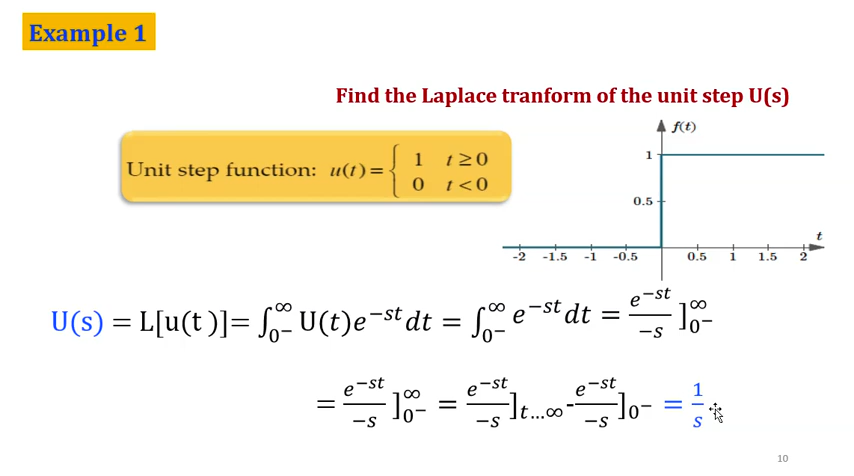 Example 1
Find the Laplace tranform of the unit step U(s)
Unit step function: u(t) = { 1 t ≥ 0
0 t < 0
f(t)
1
0.5
t
-2 -1.5 -1 -0.5 0.5 1 1.5 2
U(s) = L[u(t )]= ∫₀₋^∞ U(t)e^−st dt = ∫₀₋^∞ e^−st dt = e^−st/−s ]₀₋^∞
= e^−st/−s ]₀₋^∞ = e^−st/−s ]t…∞ - e^−st/−s ]₀₋ = 1/s
10